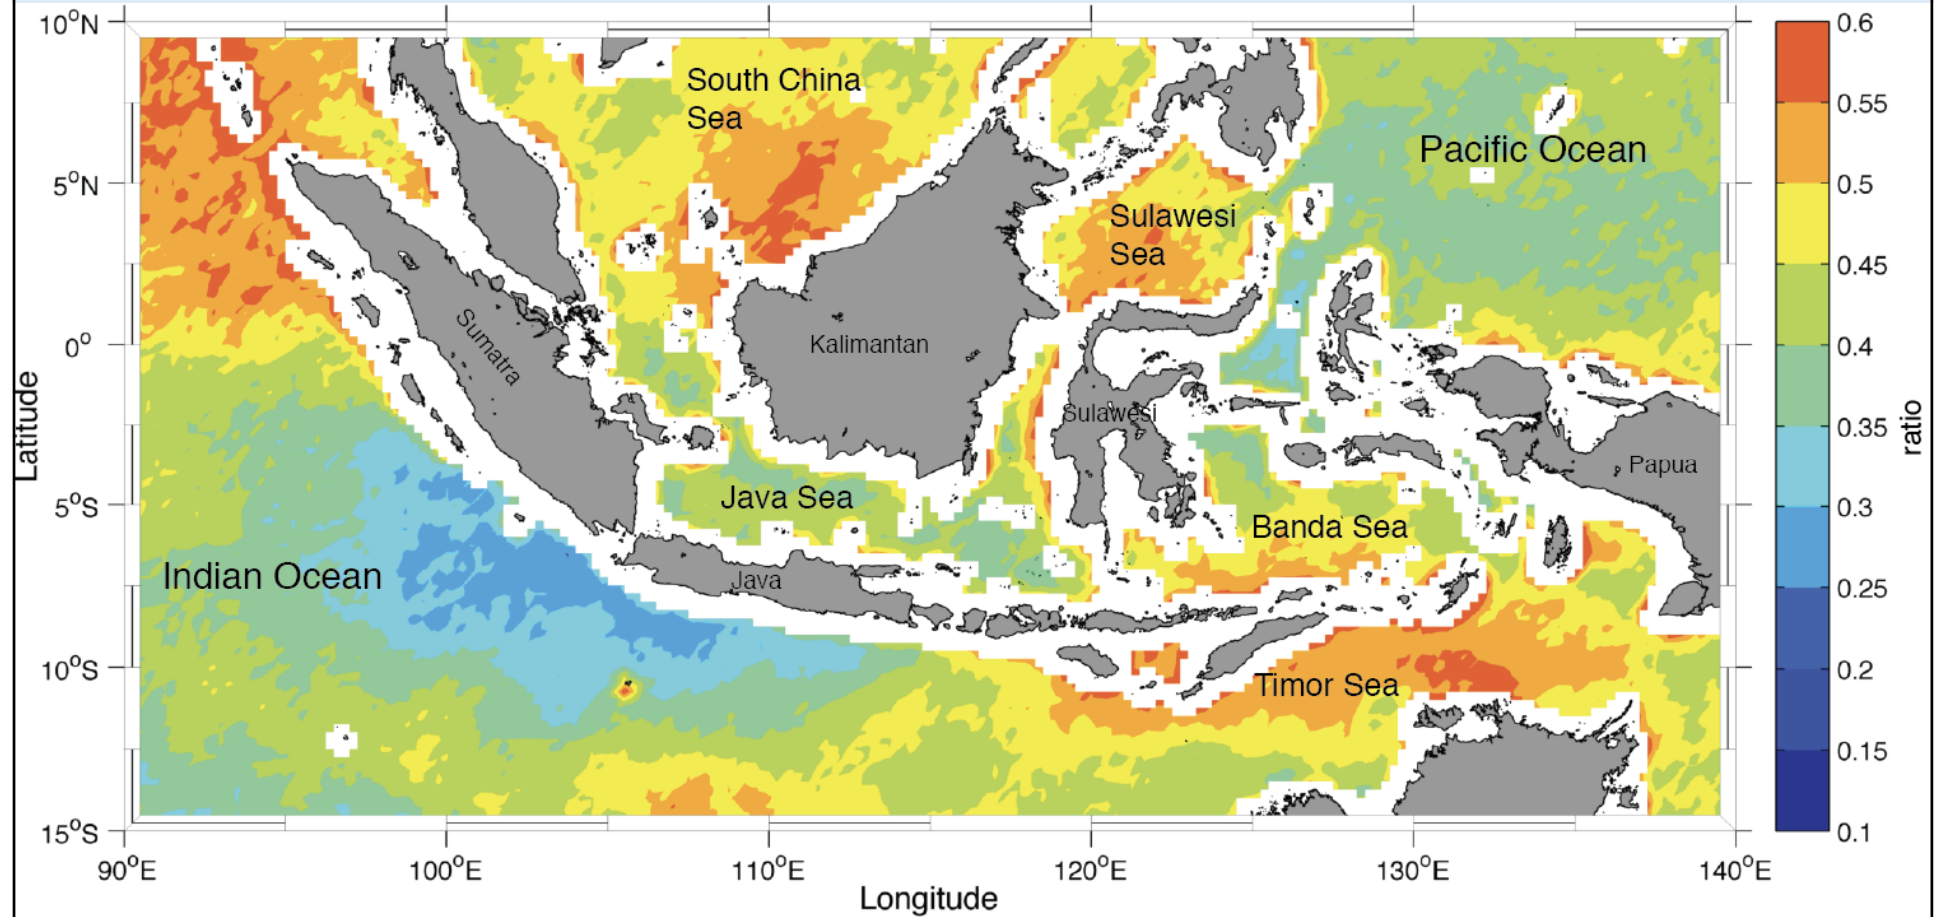 10°N
5°N
0°
5°S
10°S
15°S
Latitude
90°E
100°E
110°E
120°E
130°E
140°E
Longitude
South China
Sea
Pacific Ocean
Sulawesi
Sea
Sumatra
Kalimantan
Sulawesi
Papua
Java Sea
Banda Sea
Indian Ocean
Java
Timor Sea
0.6
0.55
0.5
0.45
0.4
0.35
0.3
0.25
0.2
0.15
0.1
ratio